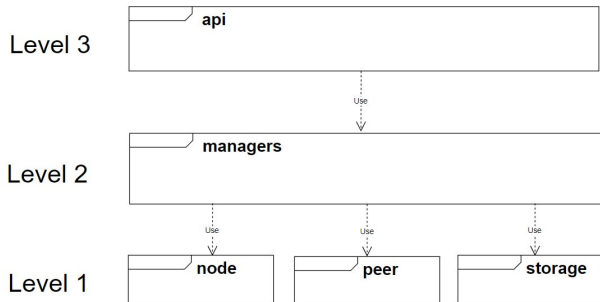 api
Level 3
Use
managers
Level 2
Use Use Use
node peer storage
Level 1